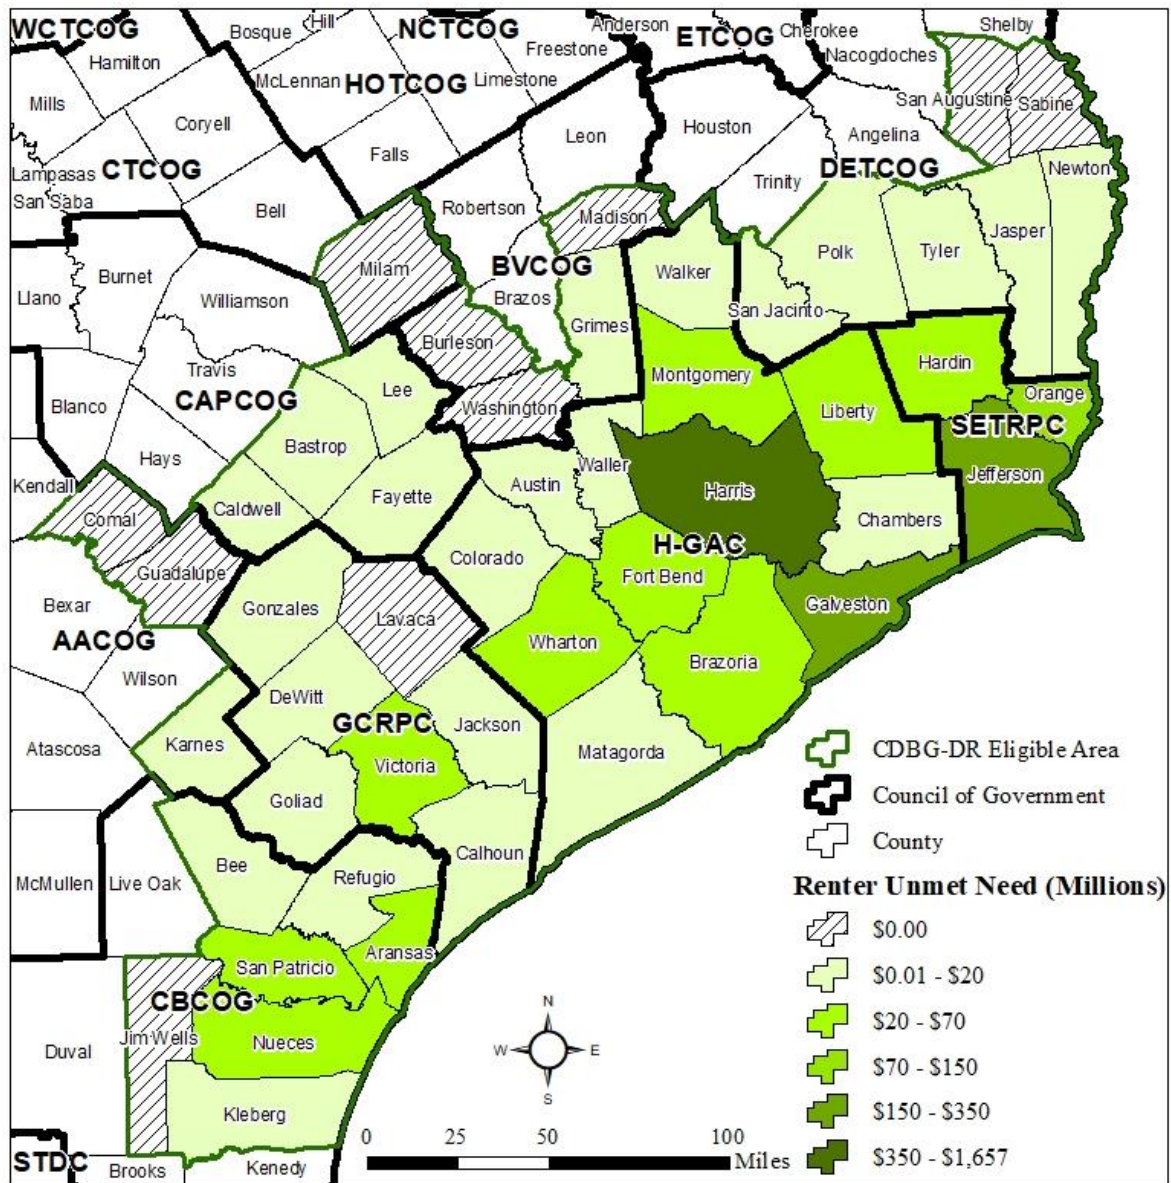 WCTCOG
Hill
Bosque
NCTCOG
Anderson
ETCOG
Cherokee
Shelby
Hamilton
Freestone
Nacogdoches
McLennan
HOTCOG
Limestone
Mills
San Augustine
Sabine
Coryell
Leon
Houston
Angelina
Falls
Lampasas
CTCOG
DETCOG
Newton
San Saba
Bell
Robertson
Trinity
Madison
Jasper
Burnet
Milam
BVCOG
Walker
Polk
Tyler
Llano
Williamson
Brazos
San Jacinto
Grimes
Burleson
Travis
Hardin
Montgomery
Blanco
CAPCOG
Lee
Washington
Liberty
Orange
SETRPC
Hays
Bastrop
Waller
Jefferson
Kendall
Austin
Harris
Fayette
Caldwell
Chambers
Comal
H-GAC
Colorado
Guadalupe
Fort Bend
Bexar
Gonzales
Lavaca
Galveston
AACOG
Wharton
Brazoria
Wilson
DeWitt
GCRPC
Jackson
Atascosa
Karnes
Matagorda
Victoria
Goliad
Calhoun
Bee
Refugio
McMullen
Live Oak
Aransas
San Patricio
CBCOG
Jim Wells
Nueces
Duval
Kleberg
STDC
Brooks
Kenedy
CDBG-DR Eligible Area
Council of Government
County
Renter Unmet Need (Millions)
$0.00
$0.01 - $20
$20 - $70
$70 - $150
$150 - $350
$350 - $1,657
N
W
E
S
0
25
50
100
Miles